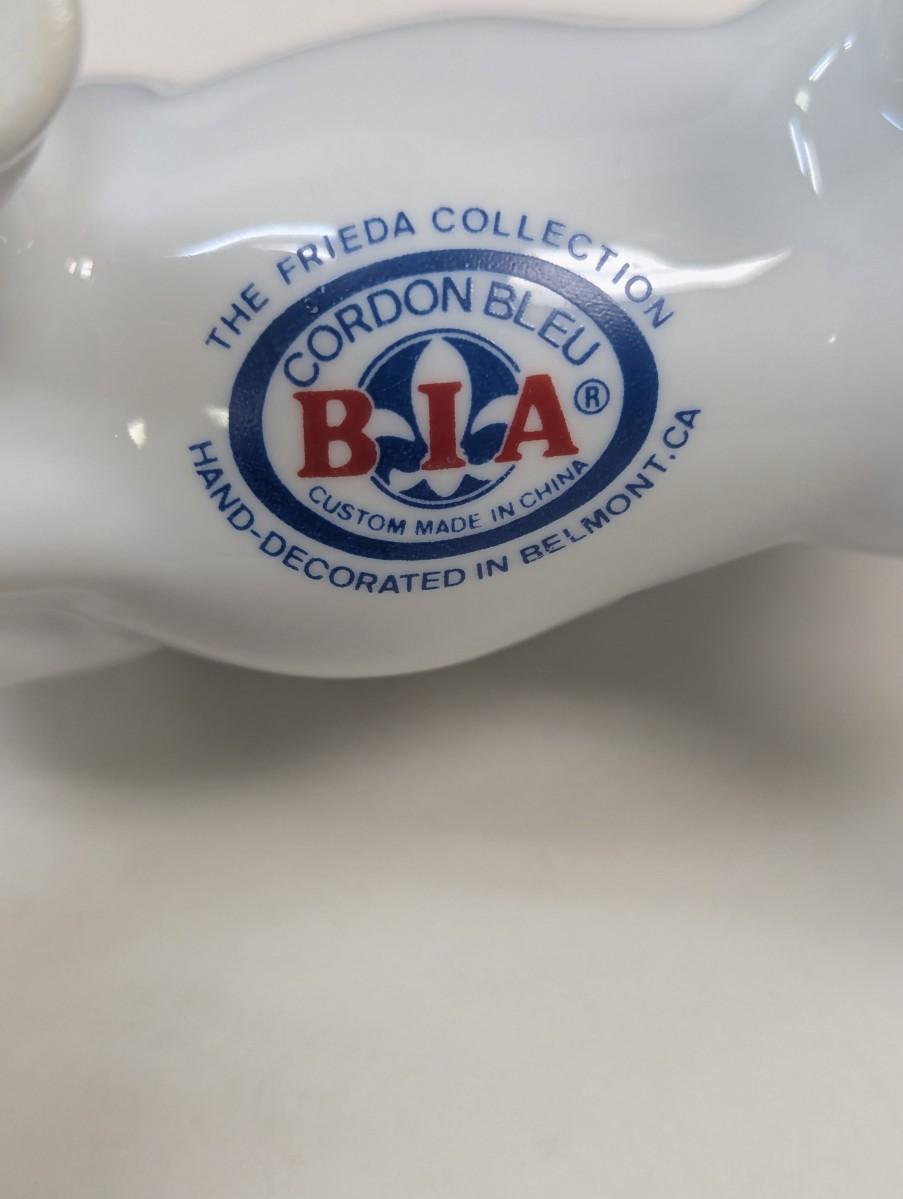 THE FRIEDA COLLECTION
CORDON BLEU
BIA®
CUSTOM MADE IN CHINA
HAND-DECORATED IN BELMONT.CA